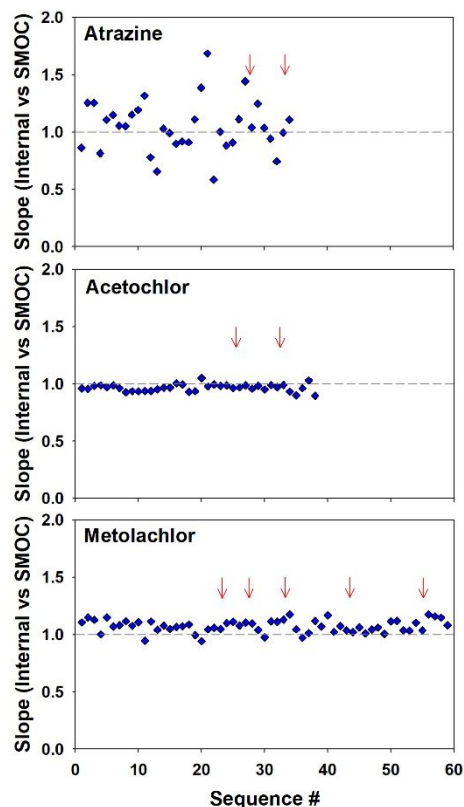 Atrazine
Slope (Internal vs SMOC)
2.0
1.5
1.0
0.5
0.0
Acetochlor
Slope (Internal vs SMOC)
2.0
1.5
1.0
0.5
0.0
Metolachlor
Slope (Internal vs SMOC)
2.0
1.5
1.0
0.5
0.0
0 10 20 30 40 50 60
Sequence #